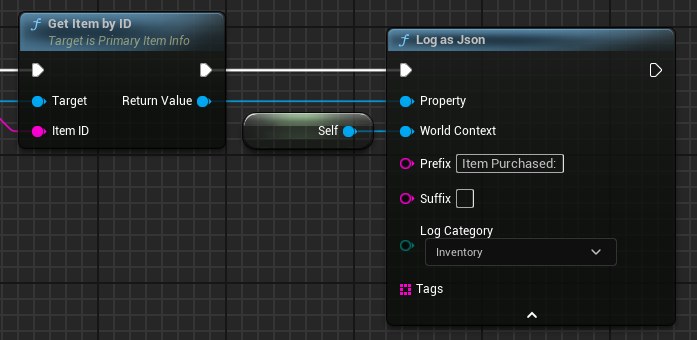 Get Item by ID
Target is Primary Item Info
Target
Return Value
Item ID
Self
Log as Json
Property
World Context
Prefix Item Purchased:
Suffix
Log Category
Inventory
Tags